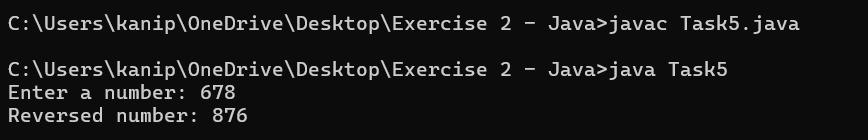 C:\Users\kanip\OneDrive\Desktop\Exercise 2 - Java>javac Task5.java
C:\Users\kanip\OneDrive\Desktop\Exercise 2 - Java>java Task5
Enter a number: 678
Reversed number: 876